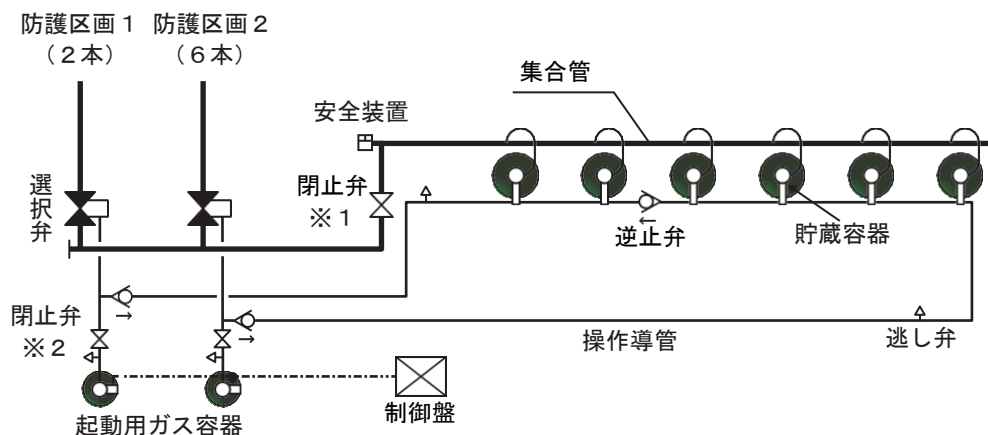 防護区画１
（２本）
防護区画２
（６本）
集合管
安全装置
選択弁
閉止弁
※１
逆止弁
貯蔵容器
閉止弁
※２
操作導管
逃し弁
制御盤
起動用ガス容器